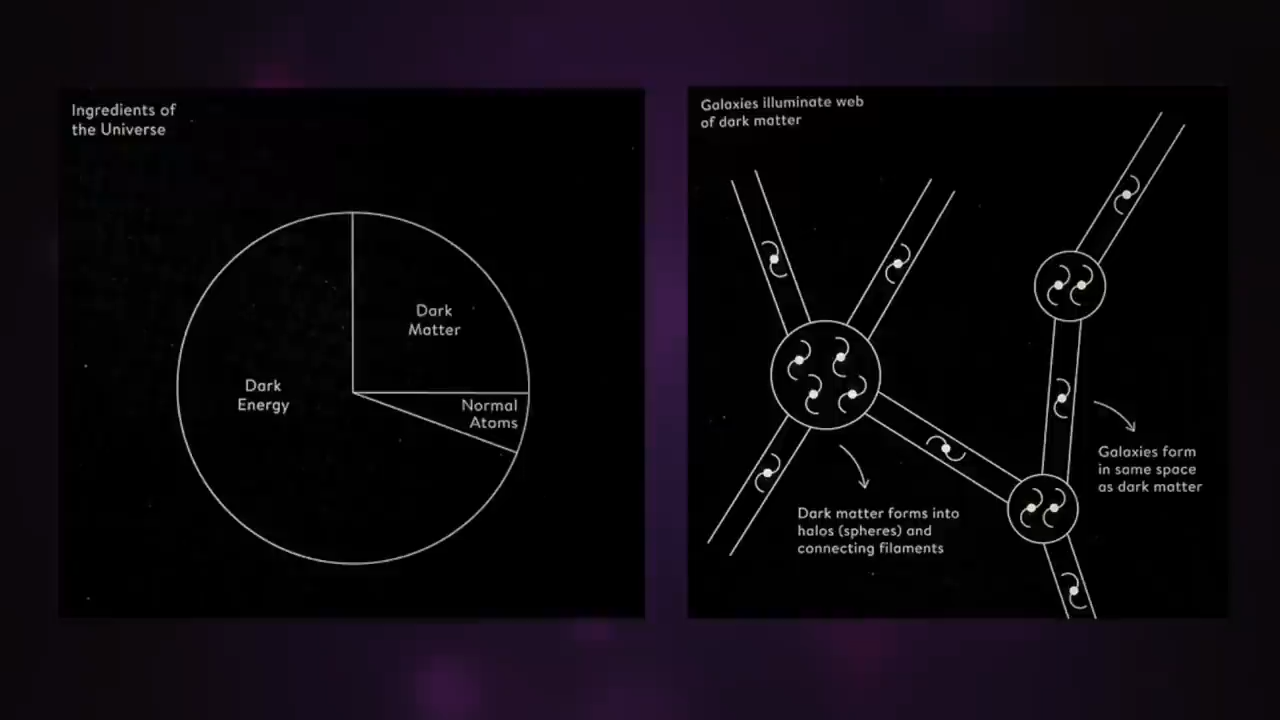 Ingredients of
the Universe
Dark
Matter
Dark
Energy
Normal
Atoms
Galaxies illuminate web
of dark matter
Galaxies form
in same space
as dark matter
Dark matter forms into
halos (spheres) and
connecting filaments